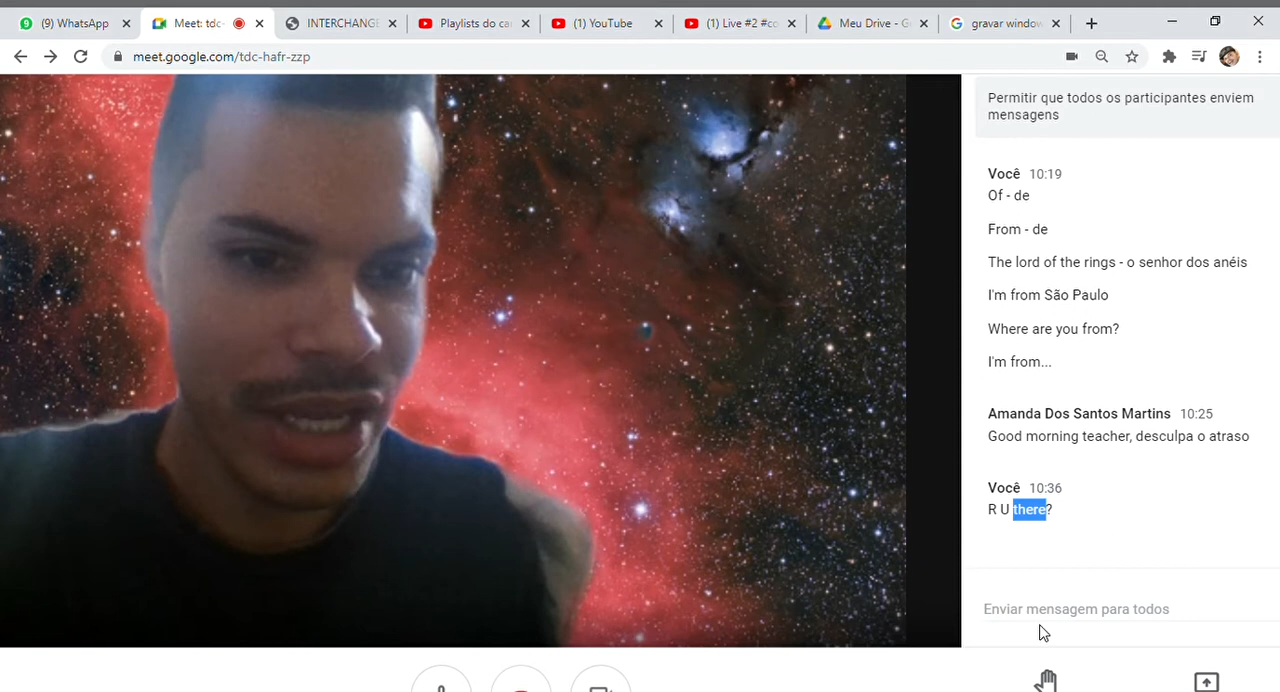 (9) WhatsApp
Meet: tdc-
INTERCHANGE
Playlists do ca
(1) YouTube
(1) Live #2 #co
Meu Drive - G
gravar window
meet.google.com/tdc-hafr-zzp
Permitir que todos os participantes enviem
mensagens
Você 10:19
Of - de
From - de
The lord of the rings - o senhor dos anéis
I'm from São Paulo
Where are you from?
I'm from...
Amanda Dos Santos Martins 10:25
Good morning teacher, desculpa o atraso
Você 10:36
R U there?
Enviar mensagem para todos